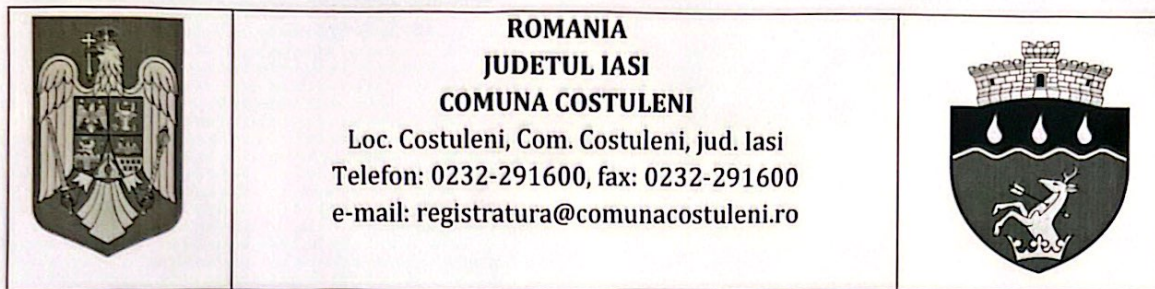 ROMANIA
JUDETUL IASI
COMUNA COSTULENI
Loc. Costuleni, Com. Costuleni, jud. Iasi
Telefon: 0232-291600, fax: 0232-291600
e-mail: registratura@comunacostuleni.ro